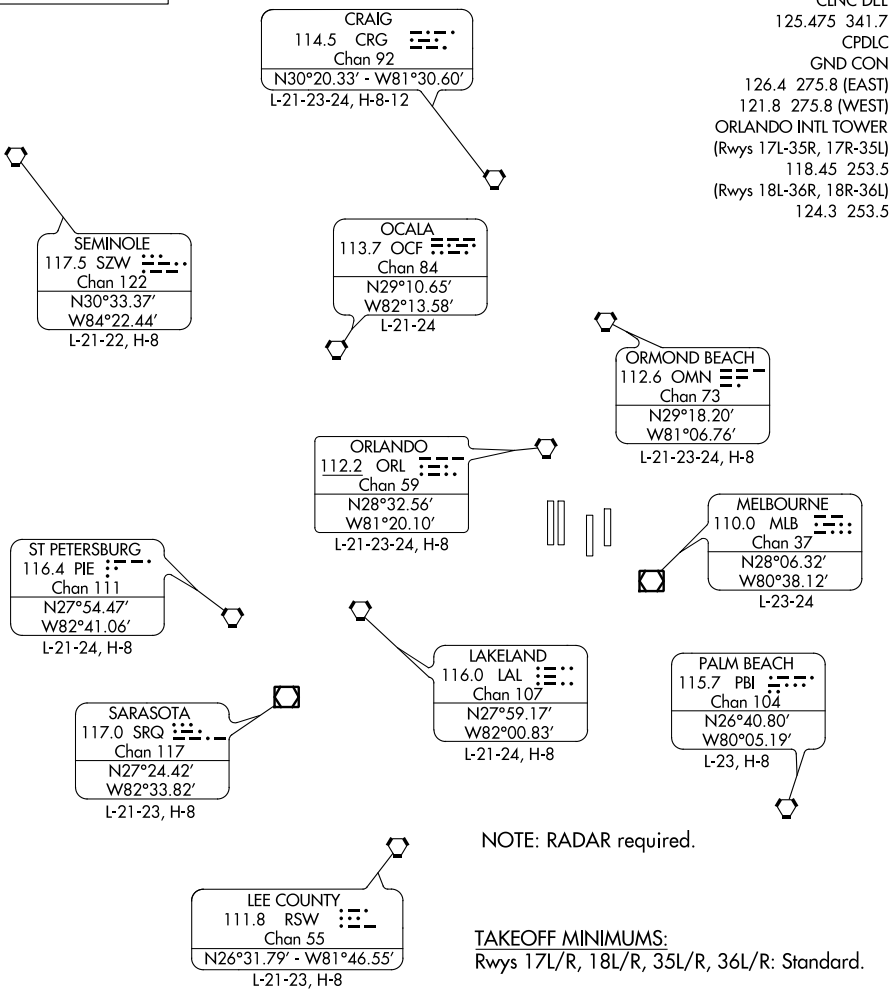 CLNC DEL
125.475 341.7
CPDLC
GND CON
126.4 275.8 (EAST)
121.8 275.8 (WEST)
ORLANDO INTL TOWER
(Rwys 17L-35R, 17R-35L)
118.45 253.5
(Rwys 18L-36R, 18R-36L)
124.3 253.5
CRAIG
114.5 CRG
Chan 92
N30°20.33′ - W81°30.60′
L-21-23-24, H-8-12
SEMINOLE
117.5 SZW
Chan 122
N30°33.37′
W84°22.44′
L-21-22, H-8
OCALA
113.7 OCF
Chan 84
N29°10.65′
W82°13.58′
L-21-24
ORMOND BEACH
112.6 OMN
Chan 73
N29°18.20′
W81°06.76′
L-21-23-24, H-8
ORLANDO
112.2 ORL
Chan 59
N28°32.56′
W81°20.10′
L-21-23-24, H-8
MELBOURNE
110.0 MLB
Chan 37
N28°06.32′
W80°38.12′
L-23-24
ST PETERSBURG
116.4 PIE
Chan 111
N27°54.47′
W82°41.06′
L-21-24, H-8
LAKELAND
116.0 LAL
Chan 107
N27°59.17′
W82°00.83′
L-21-24, H-8
PALM BEACH
115.7 PBI
Chan 104
N26°40.80′
W80°05.19′
L-23, H-8
SARASOTA
117.0 SRQ
Chan 117
N27°24.42′
W82°33.82′
L-21-23, H-8
NOTE: RADAR required.
LEE COUNTY
111.8 RSW
Chan 55
N26°31.79′ - W81°46.55′
L-21-23, H-8
TAKEOFF MINIMUMS:
Rwys 17L/R, 18L/R, 35L/R, 36L/R: Standard.